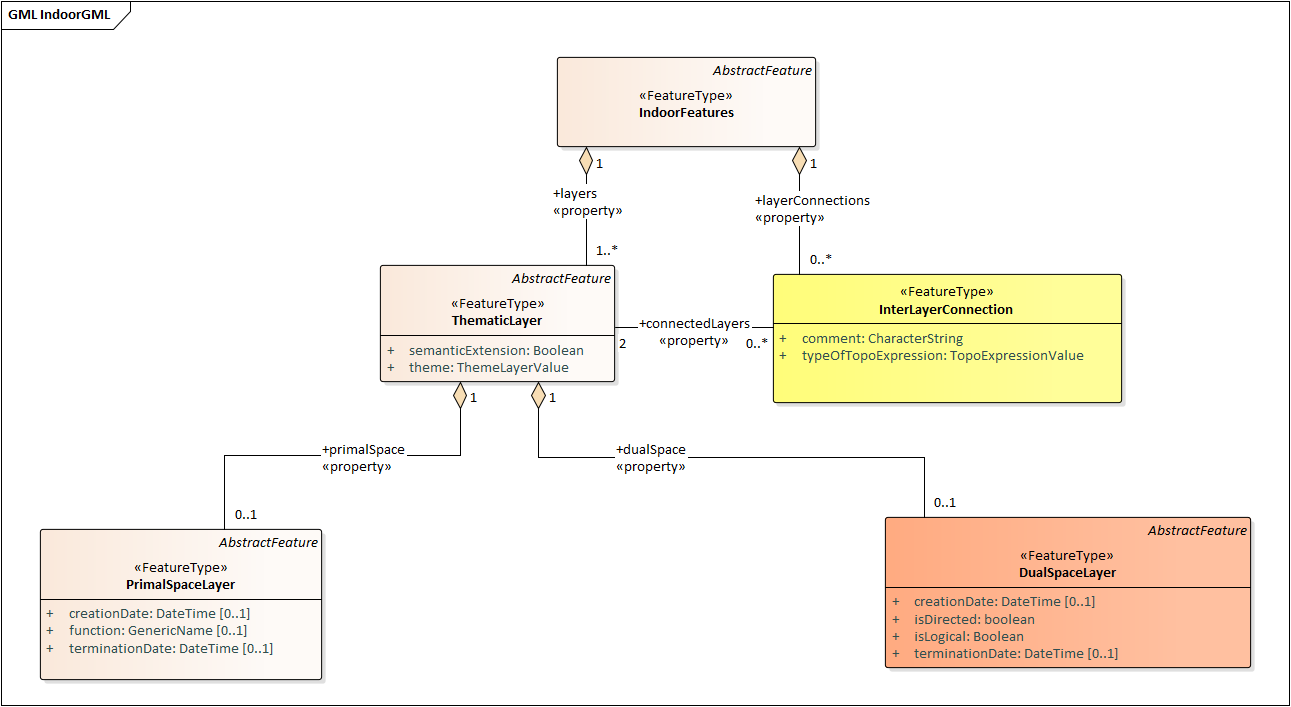 GML IndoorGML
AbstractFeature
«FeatureType»
IndoorFeatures
1
1
+layers
«property»
+layerConnections
«property»
1..*
0..*
AbstractFeature
«FeatureType»
ThematicLayer
+ semanticExtension: Boolean
+ theme: ThemeLayerValue
+connectedLayers
«property»
2
0..*
«FeatureType»
InterLayerConnection
+ comment: CharacterString
+ typeOfTopoExpression: TopoExpressionValue
1
1
+primalSpace
«property»
+dualSpace
«property»
0..1
0..1
AbstractFeature
«FeatureType»
PrimalSpaceLayer
+ creationDate: DateTime [0..1]
+ function: GenericName [0..1]
+ terminationDate: DateTime [0..1]
AbstractFeature
«FeatureType»
DualSpaceLayer
+ creationDate: DateTime [0..1]
+ isDirected: boolean
+ isLogical: Boolean
+ terminationDate: DateTime [0..1]